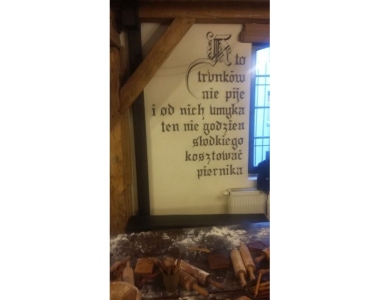 Kto
trunków
nie pije
i od nich umyka
ten nie godzien
słodkiego
kosztować
piernika